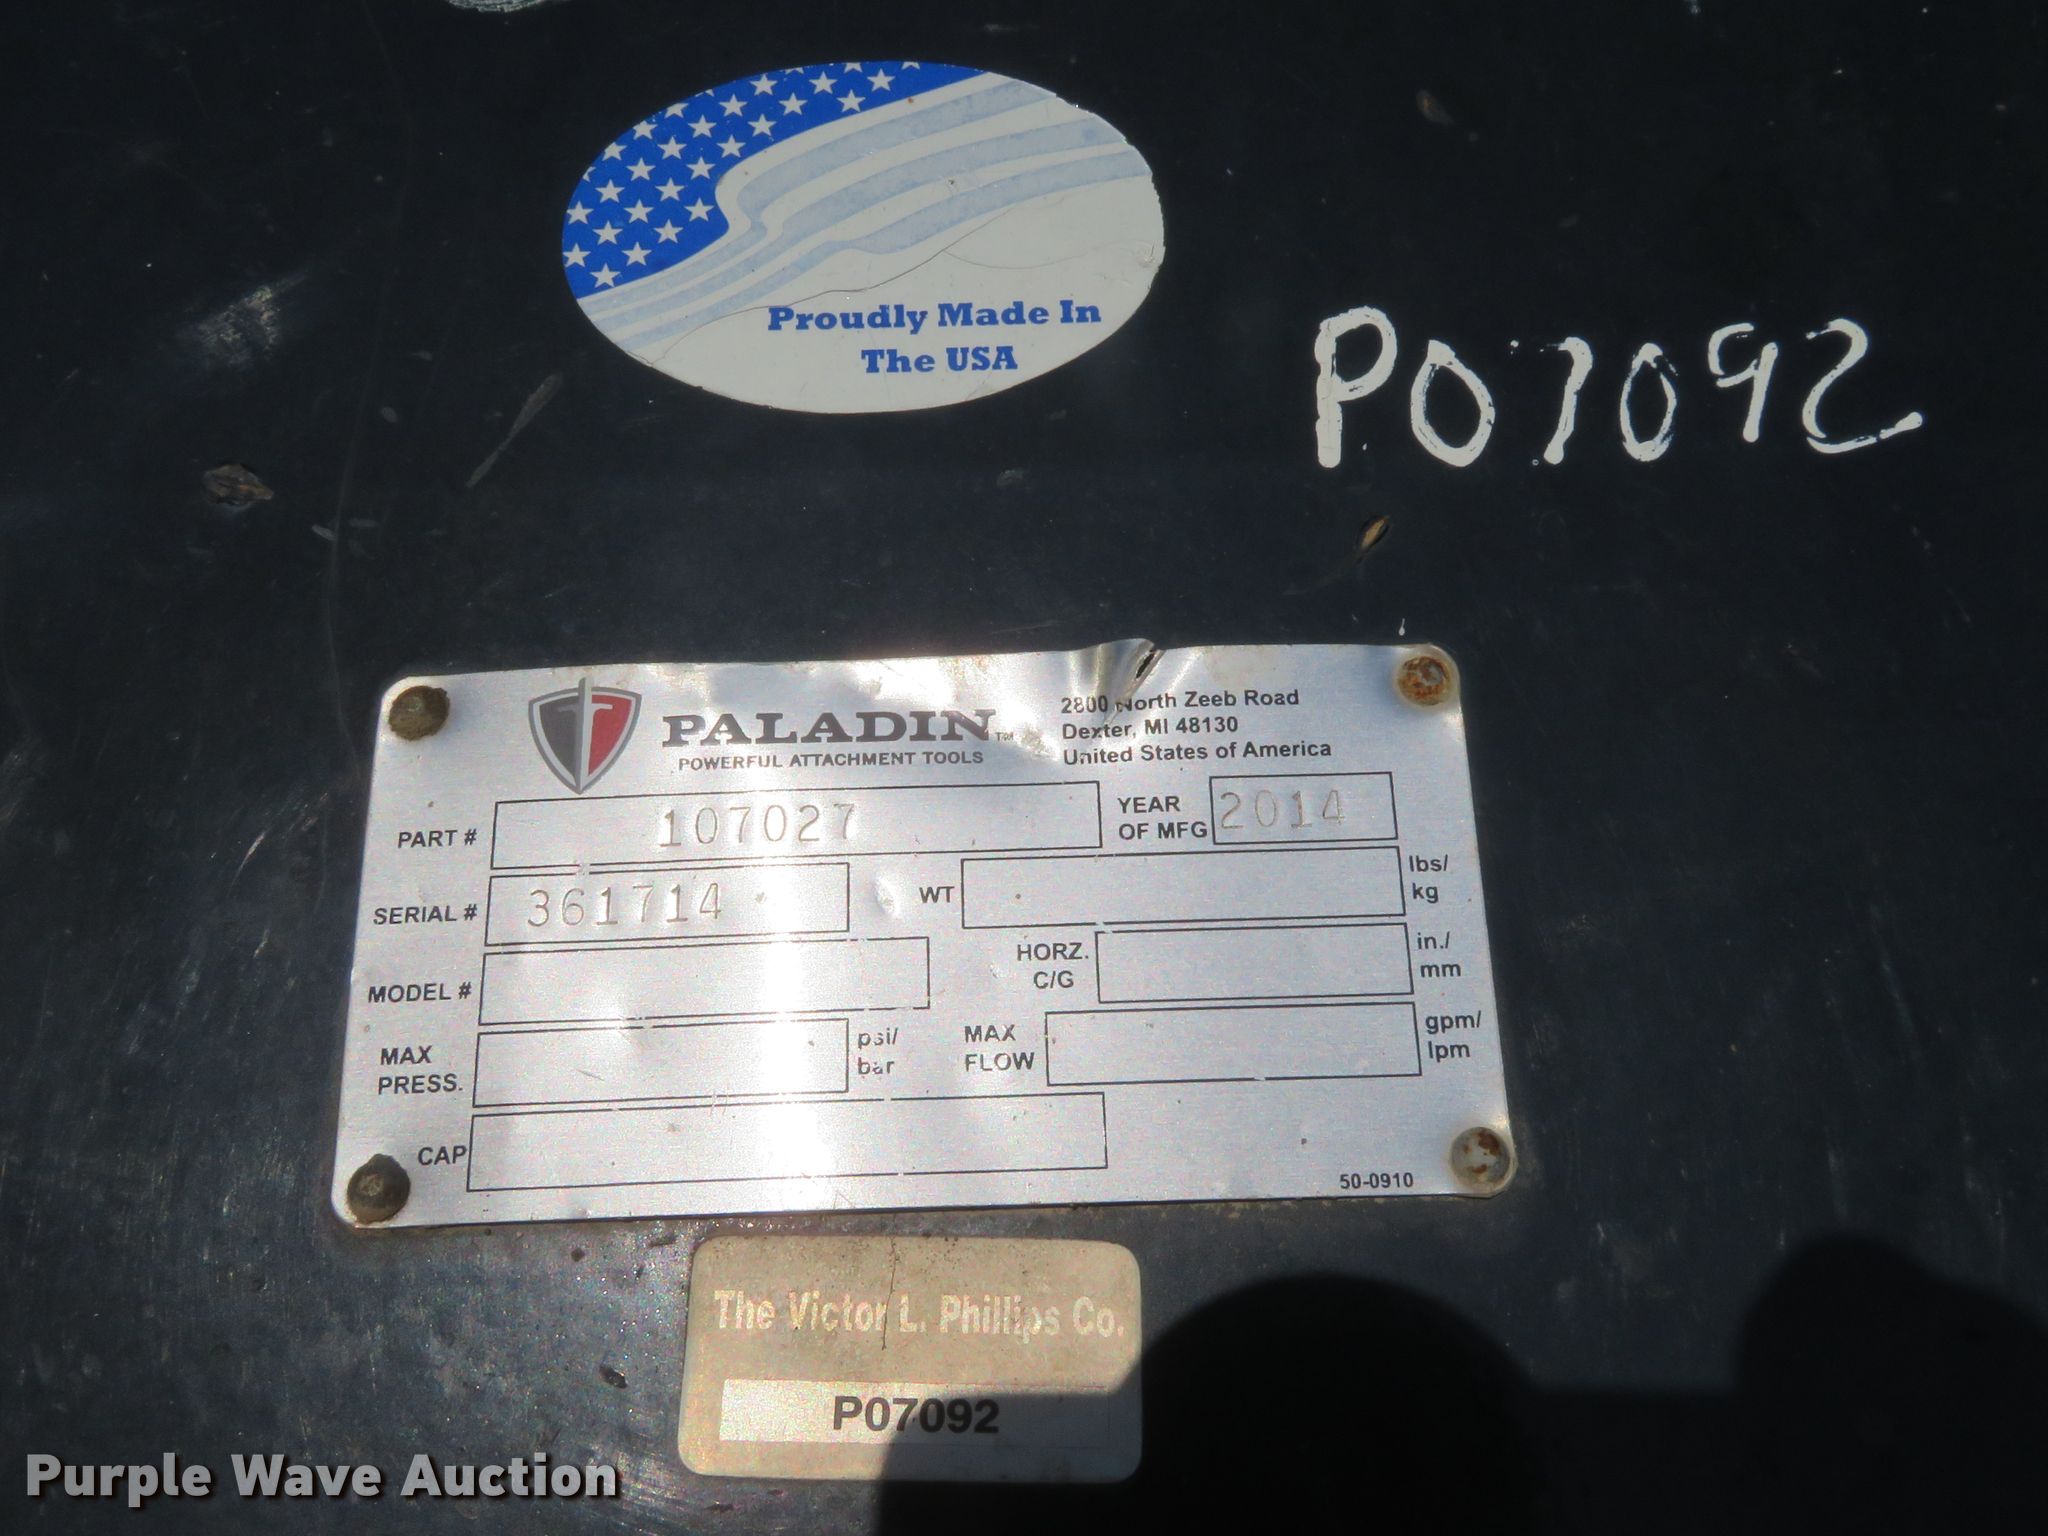 Proudly Made In
The USA
P07092
PALADIN™
POWERFUL ATTACHMENT TOOLS
2800 North Zeeb Road
Dexter, MI 48130
United States of America
PART # 107027
YEAR OF MFG 2014
SERIAL # 361714
WT lbs/ kg
MODEL #
HORZ. C/G in./ mm
MAX PRESS. psi/ bar
MAX FLOW gpm/ lpm
CAP
50-0910
The Victor L. Phillips Co.
P07092
Purple Wave Auction